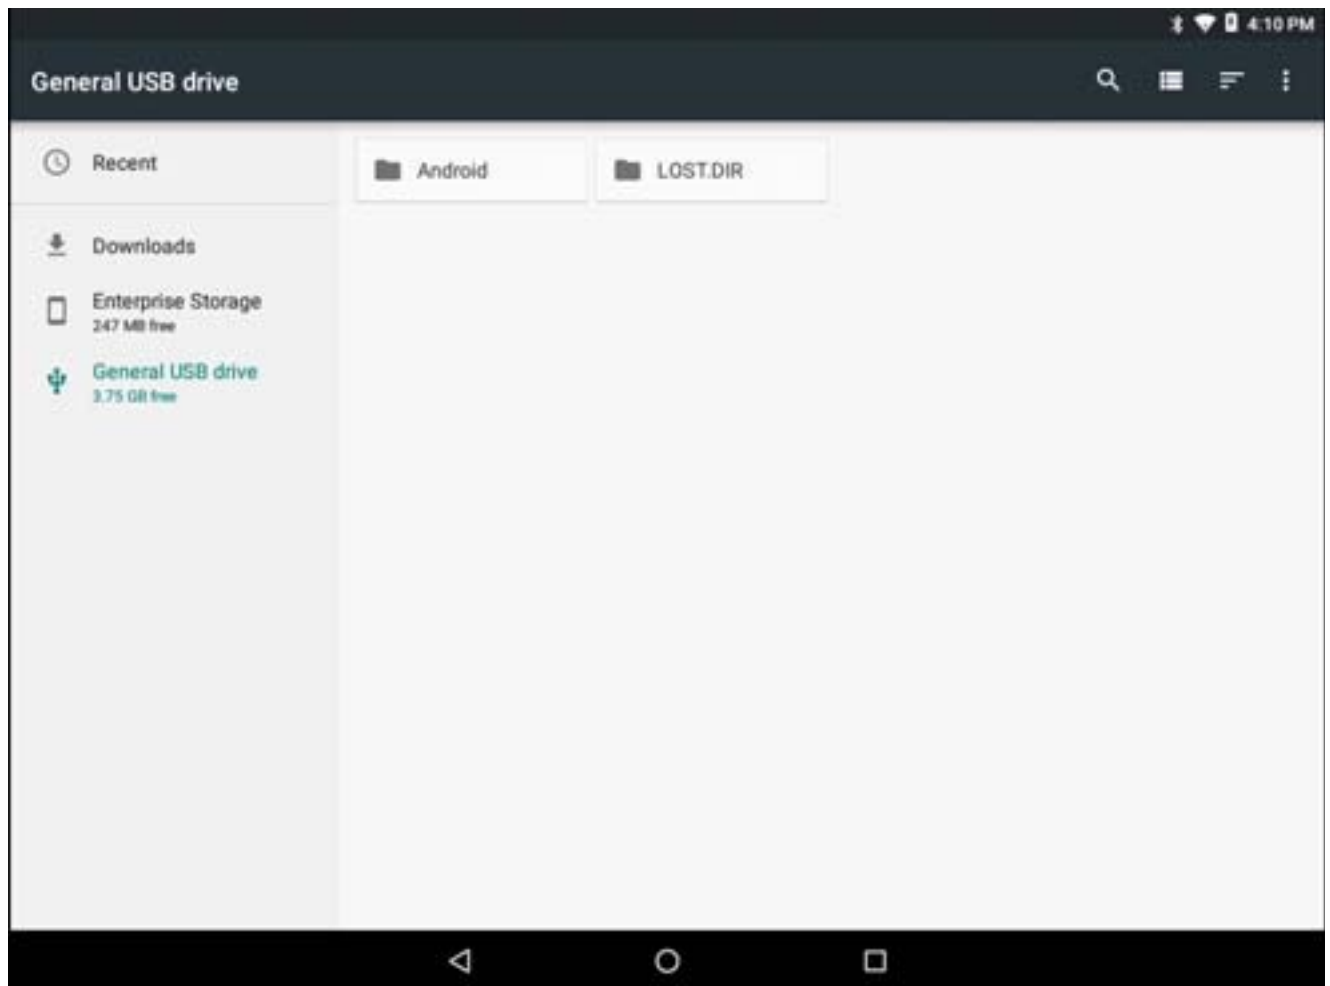 4:10 PM
General USB drive
Recent
Android
LOST.DIR
Downloads
Enterprise Storage
247 MB free
General USB drive
3.75 GB free